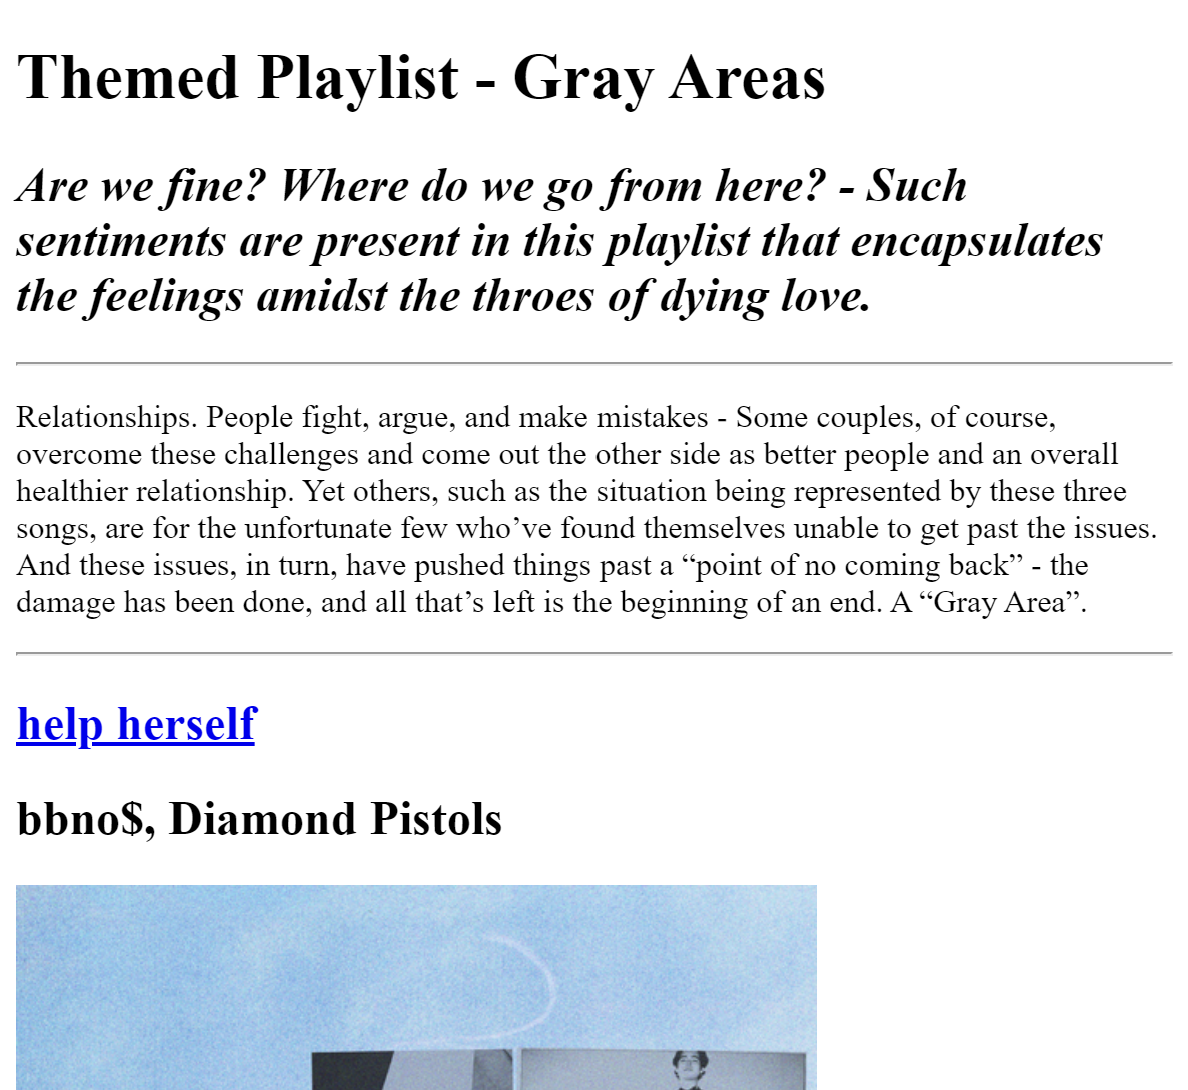 Themed Playlist - Gray Areas
Are we fine? Where do we go from here? - Such
sentiments are present in this playlist that encapsulates
the feelings amidst the throes of dying love.
Relationships. People fight, argue, and make mistakes - Some couples, of course,
overcome these challenges and come out the other side as better people and an overall
healthier relationship. Yet others, such as the situation being represented by these three
songs, are for the unfortunate few who’ve found themselves unable to get past the issues.
And these issues, in turn, have pushed things past a “point of no coming back” - the
damage has been done, and all that’s left is the beginning of an end. A “Gray Area”.
help herself
bbno$, Diamond Pistols